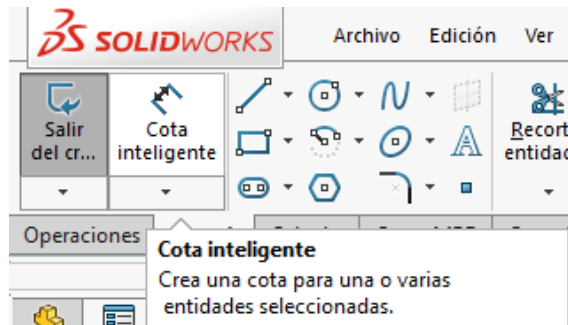 SOLIDWORKS
Archivo Edición Ver
Salir
del cr...
Cota
inteligente
Recort
entidad
Operaciones
Cota inteligente
Crea una cota para una o varias
entidades seleccionadas.